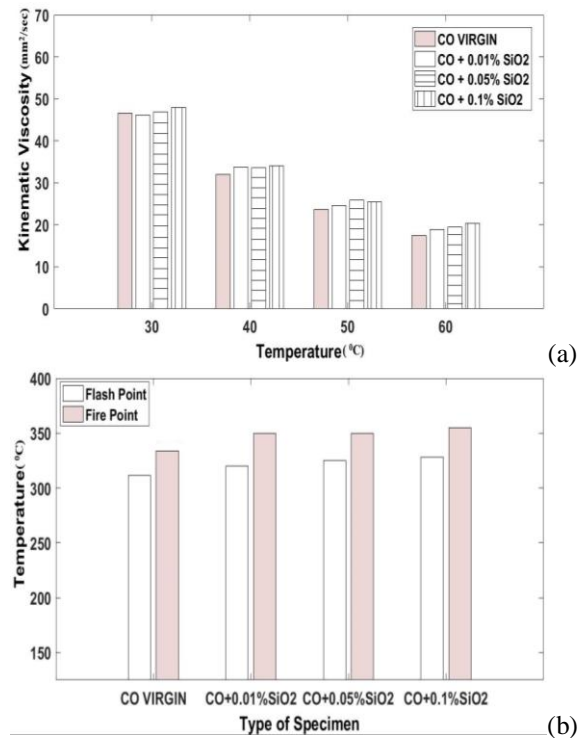 70
60
50
40
30
20
10
0
Kinematic Viscosity (mm²/sec)
CO VIRGIN
CO + 0.01% SiO2
CO + 0.05% SiO2
CO + 0.1% SiO2
30 40 50 60
Temperature(⁰C)
(a)
400
350
300
250
200
150
Temperature(⁰C)
Flash Point
Fire Point
CO VIRGIN CO+0.01%SiO2 CO+0.05%SiO2 CO+0.1%SiO2
Type of Specimen
(b)